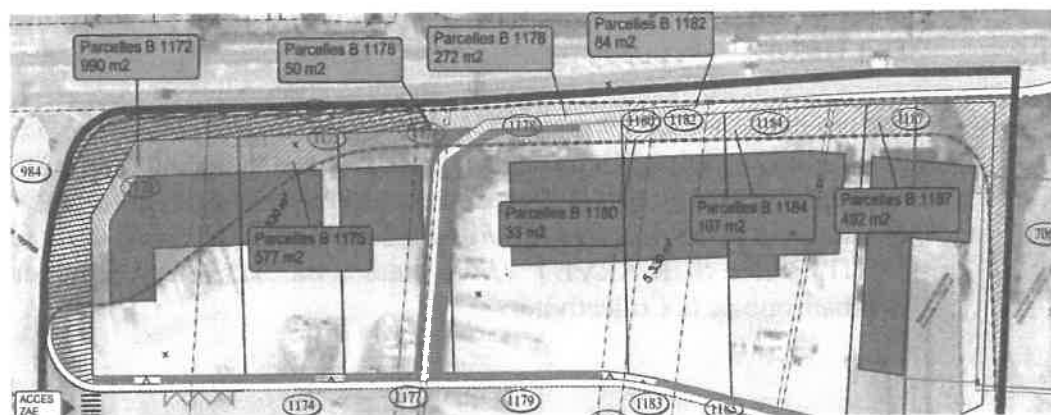 Parcelles B 1172
990 m2
Parcelles B 1178
50 m2
Parcelles B 1178
272 m2
Parcelles B 1182
84 m2
1180
1182
1184
1187
984
Parcelles B 1175
577 m2
Parcelles B 1180
33 m2
Parcelles B 1184
107 m2
Parcelles B 1187
492 m2
ACCES
ZAE
1174
1177
1179
1183